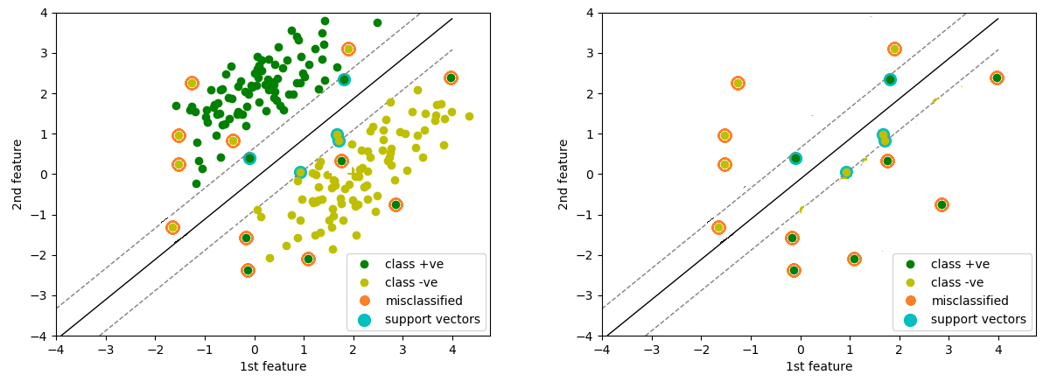 4
3
2
1
0
−1
−2
−3
−4
2nd feature
class +ve
class -ve
misclassified
support vectors
−4 −3 −2 −1 0 1 2 3 4
1st feature
4
3
2
1
0
−1
−2
−3
−4
2nd feature
class +ve
class -ve
misclassified
support vectors
−4 −3 −2 −1 0 1 2 3 4
1st feature